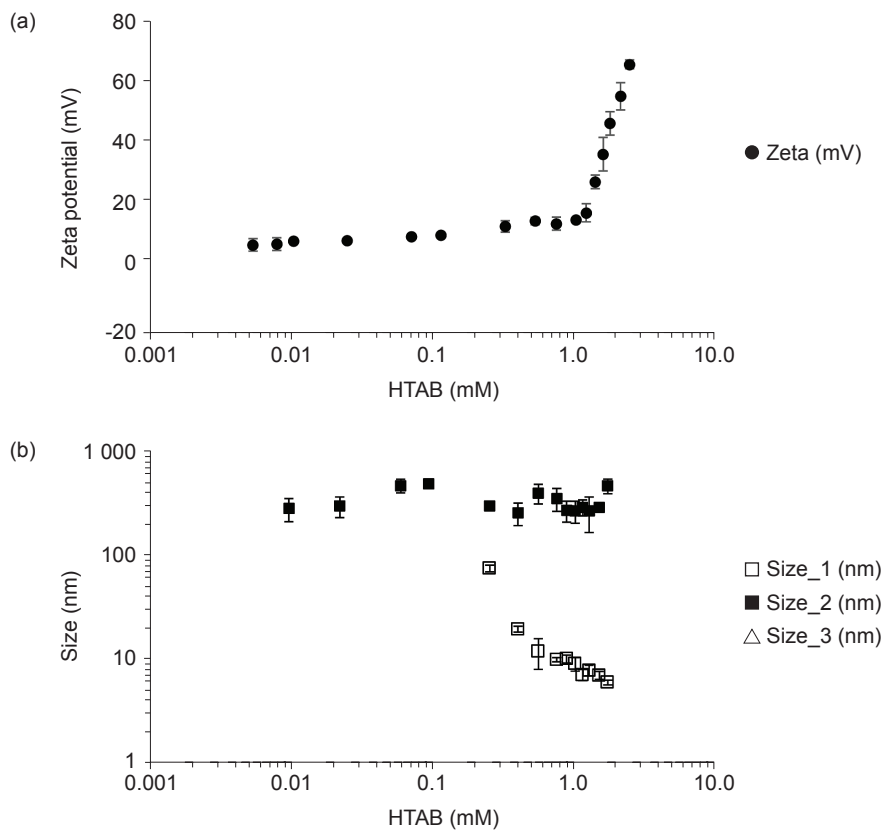 (a)
80
60
40
20
0
-20
Zeta potential (mV)
0.001 0.01 0.1 1.0 10.0
HTAB (mM)
Zeta (mV)
(b)
1 000
100
10
1
Size (nm)
0.001 0.01 0.1 1.0 10.0
HTAB (mM)
Size_1 (nm)
Size_2 (nm)
Size_3 (nm)